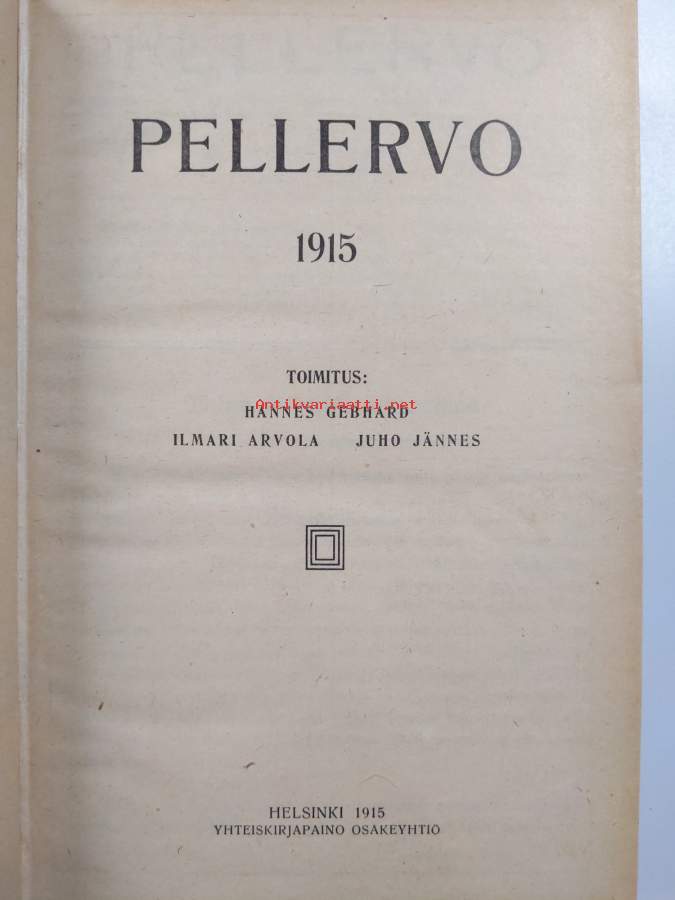 PELLERVO
1915
TOIMITUS:
Antikvariaatti.net
HANNES GEBHARD
ILMARI ARVOLA JUHO JÄNNES
HELSINKI 1915
YHTEISKIRJAPAINO OSAKEYHTIÖ